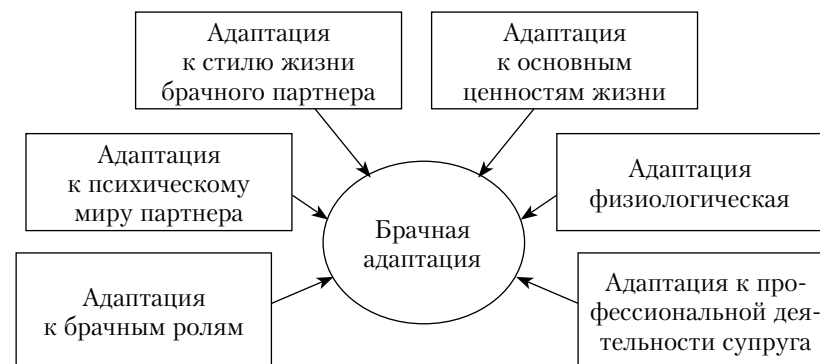 Адаптация
к стилю жизни
брачного партнера
Адаптация
к основным
ценностям жизни
Адаптация
к психическому
миру партнера
Адаптация
физиологическая
Брачная
адаптация
Адаптация
к брачным ролям
Адаптация к про-
фессиональной дея-
тельности супруга